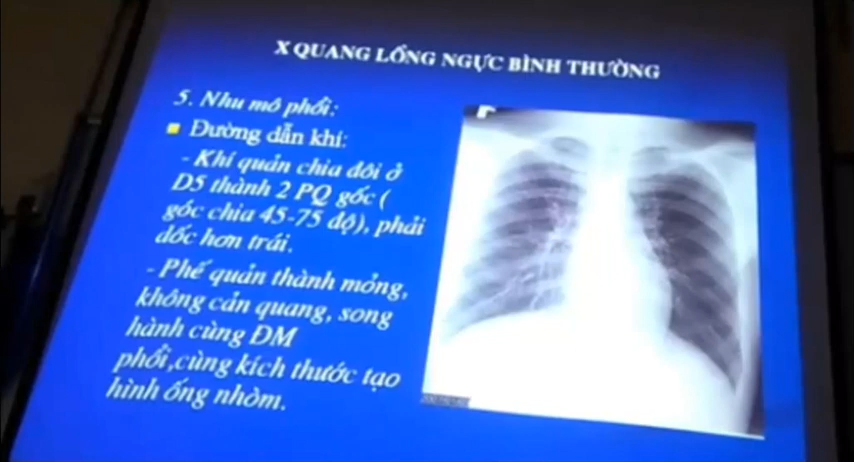 X QUANG LỒNG NGỰC BÌNH THƯỜNG
5. Nhu mô phổi:
Đường dẫn khí:
- Khí quản chia đôi ở
D5 thành 2 PQ gốc (
góc chia 45-75 độ), phải
dốc hơn trái.
- Phế quản thành mỏng,
không cản quang, song
hành cùng ĐM
phổi,cùng kích thước tạo
hình ống nhòm.